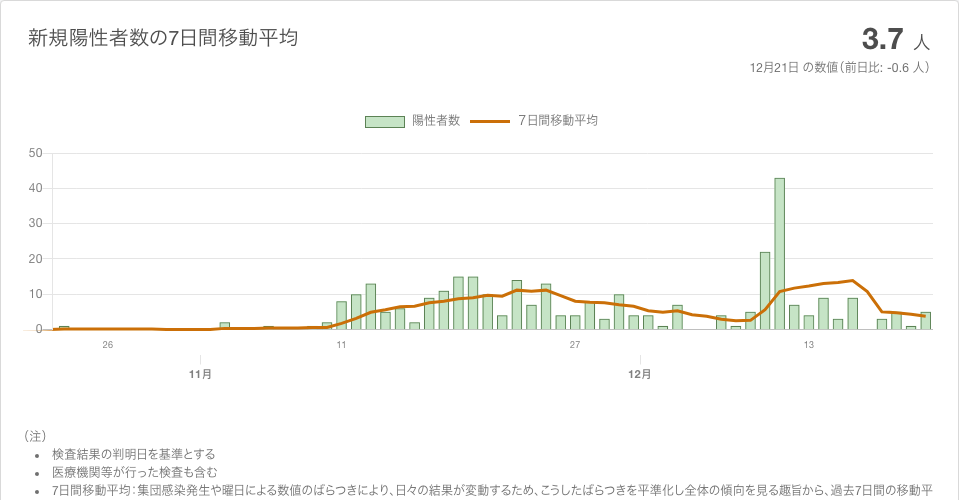 新規陽性者数の7日間移動平均
3.7 人
12月21日 の数値（前日比: -0.6 人）
陽性者数 7日間移動平均
50
40
30
20
10
0
26 11 27 13
11月 12月
（注）
• 検査結果の判明日を基準とする
• 医療機関等が行った検査も含む
• 7日間移動平均：集団感染発生や曜日による数値のばらつきにより、日々の結果が変動するため、こうしたばらつきを平準化し全体の傾向を見る趣旨から、過去7日間の移動平